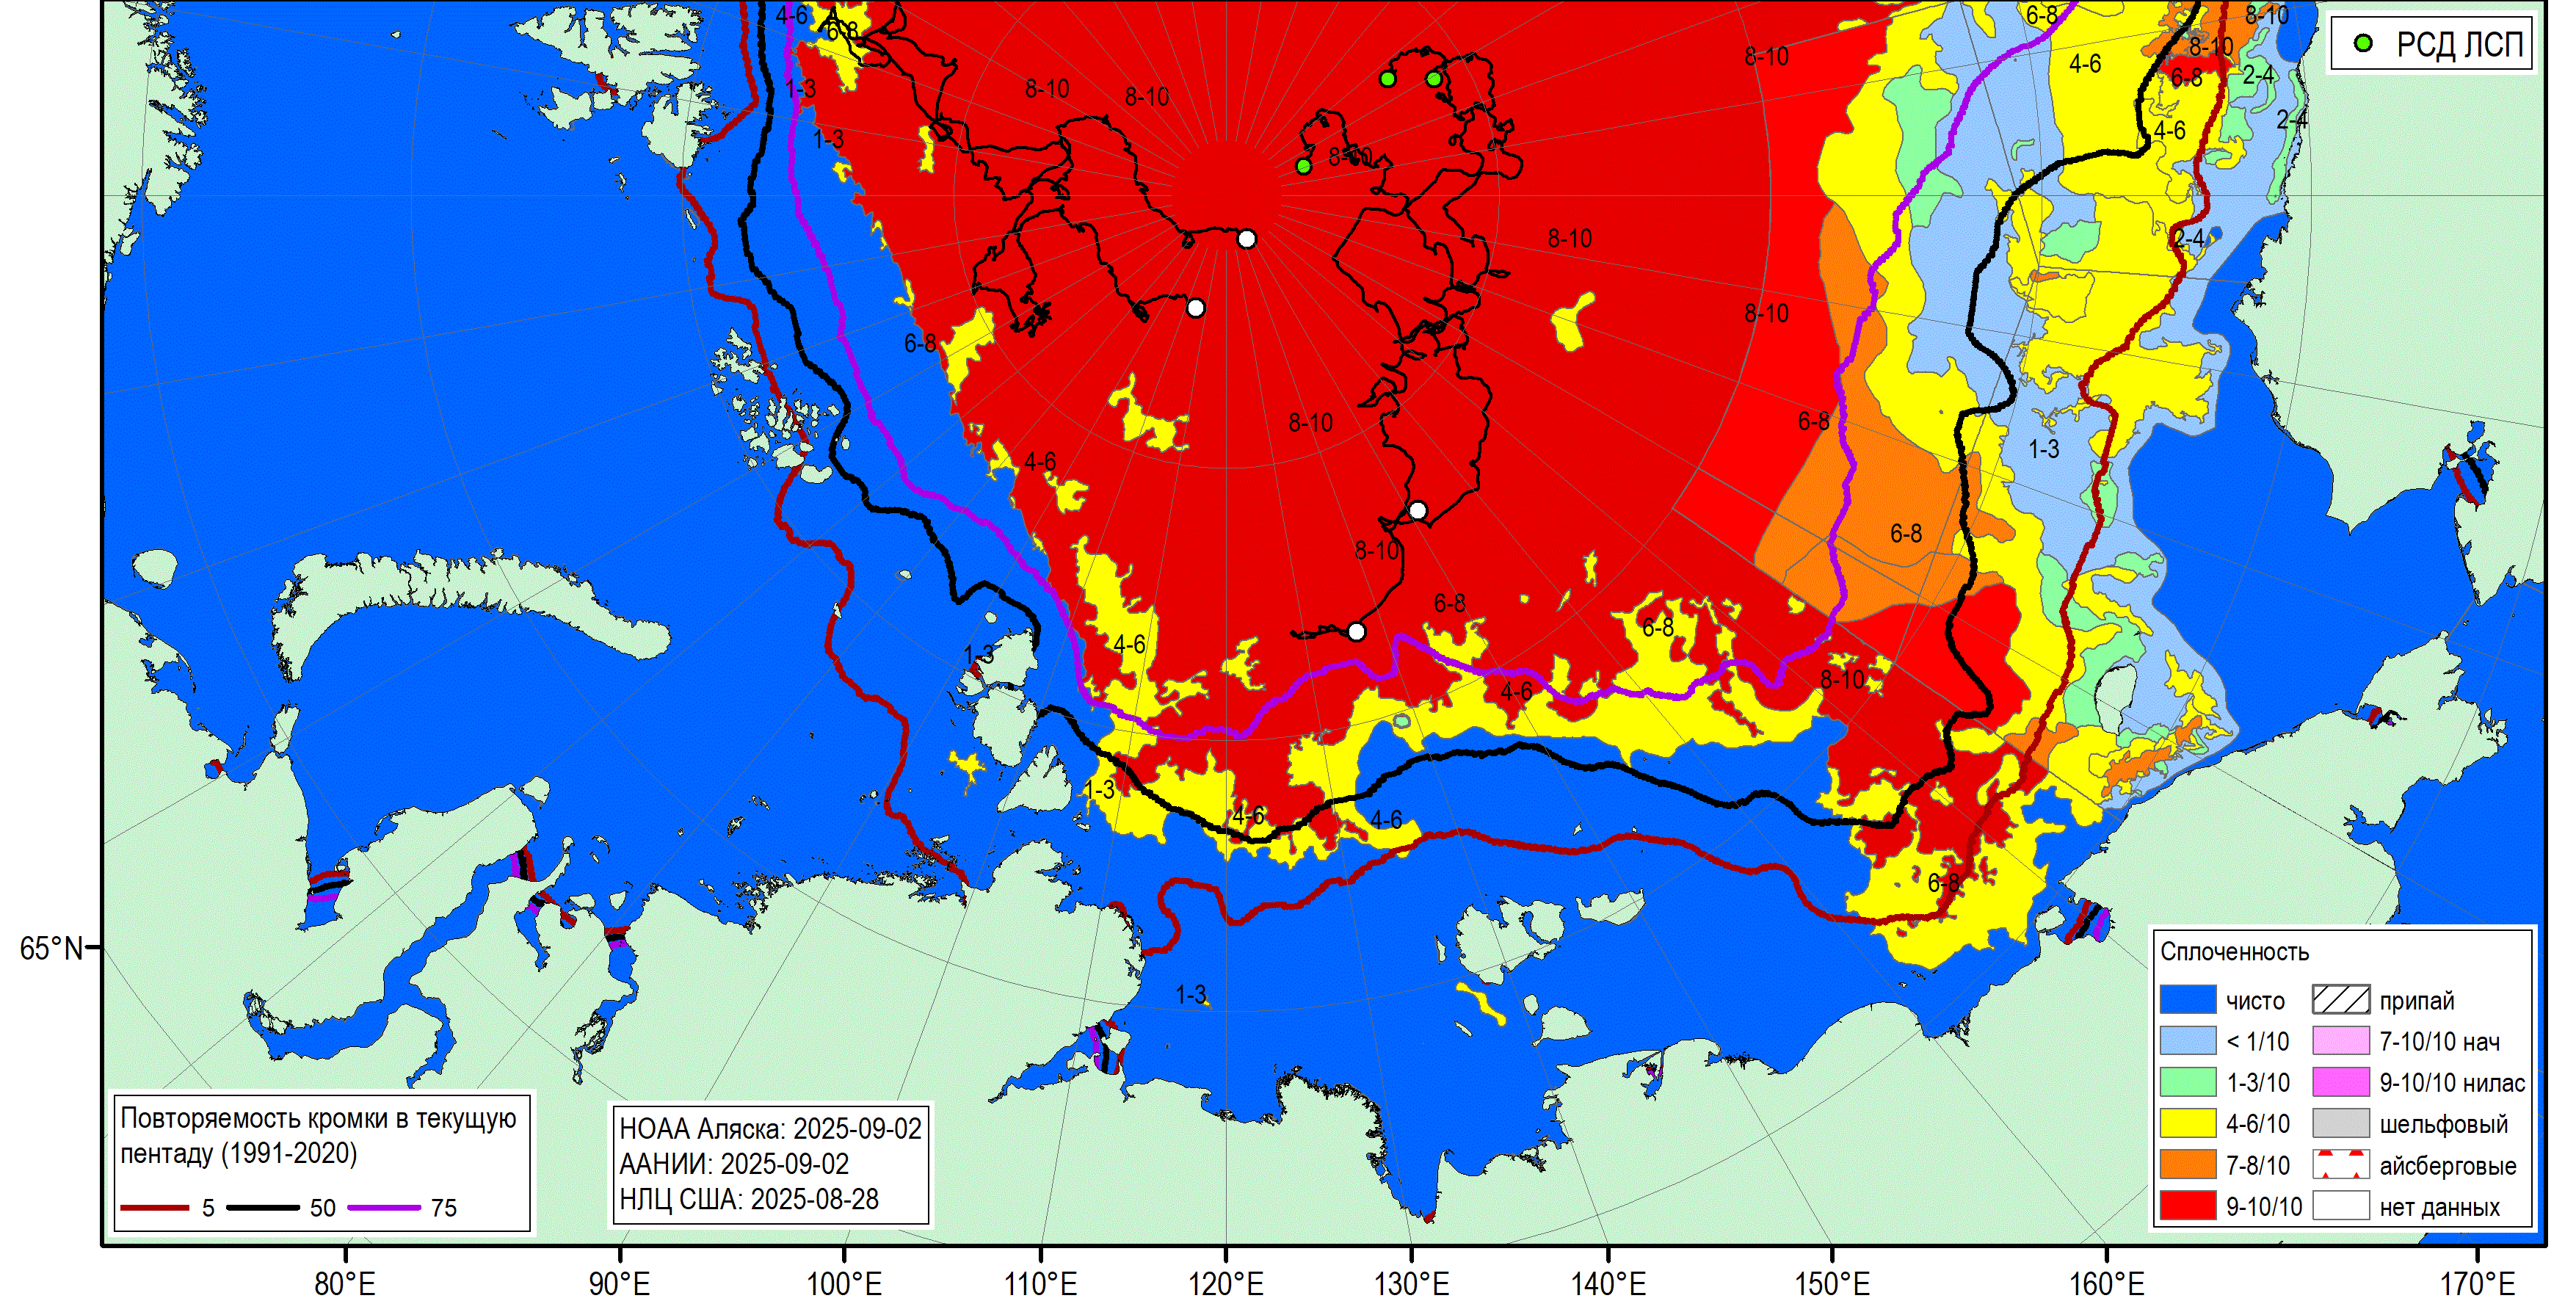 4-6
6-8
6-8
8-10
РСД ЛСП
8-10
8-10
4-6
6-8
2-4
1-3
8-10
8-10
2-4
4-6
1-3
8-10
8-10
2-4
8-10
6-8
8-10
6-8
1-3
4-6
6-8
8-10
6-8
6-8
4-6
1-3
8-10
4-6
1-3
4-6
4-6
6-8
65°N
1-3
Сплоченность
чисто
припай
< 1/10
7-10/10 нач
1-3/10
9-10/10 нилас
4-6/10
шельфовый
7-8/10
айсберговые
9-10/10
нет данных
Повторяемость кромки в текущую
пентаду (1991-2020)
5
50
75
НОАА Аляска: 2025-09-02
ААНИИ: 2025-09-02
НЛЦ США: 2025-08-28
80°E
90°E
100°E
110°E
120°E
130°E
140°E
150°E
160°E
170°E